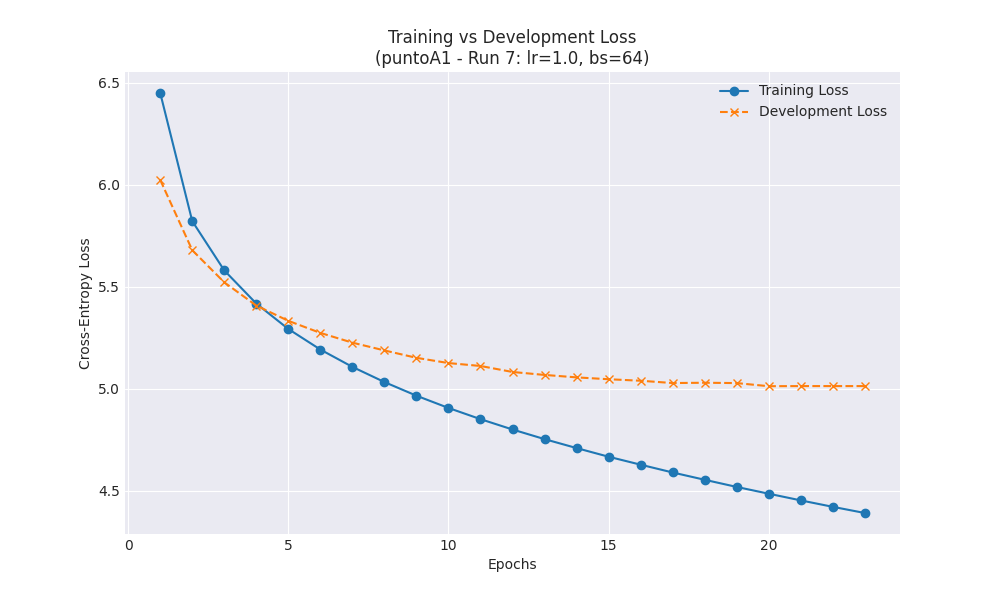 Training vs Development Loss
(puntoA1 - Run 7: lr=1.0, bs=64)
Training Loss
Development Loss
6.5
6.0
5.5
5.0
4.5
Cross-Entropy Loss
0 5 10 15 20
Epochs